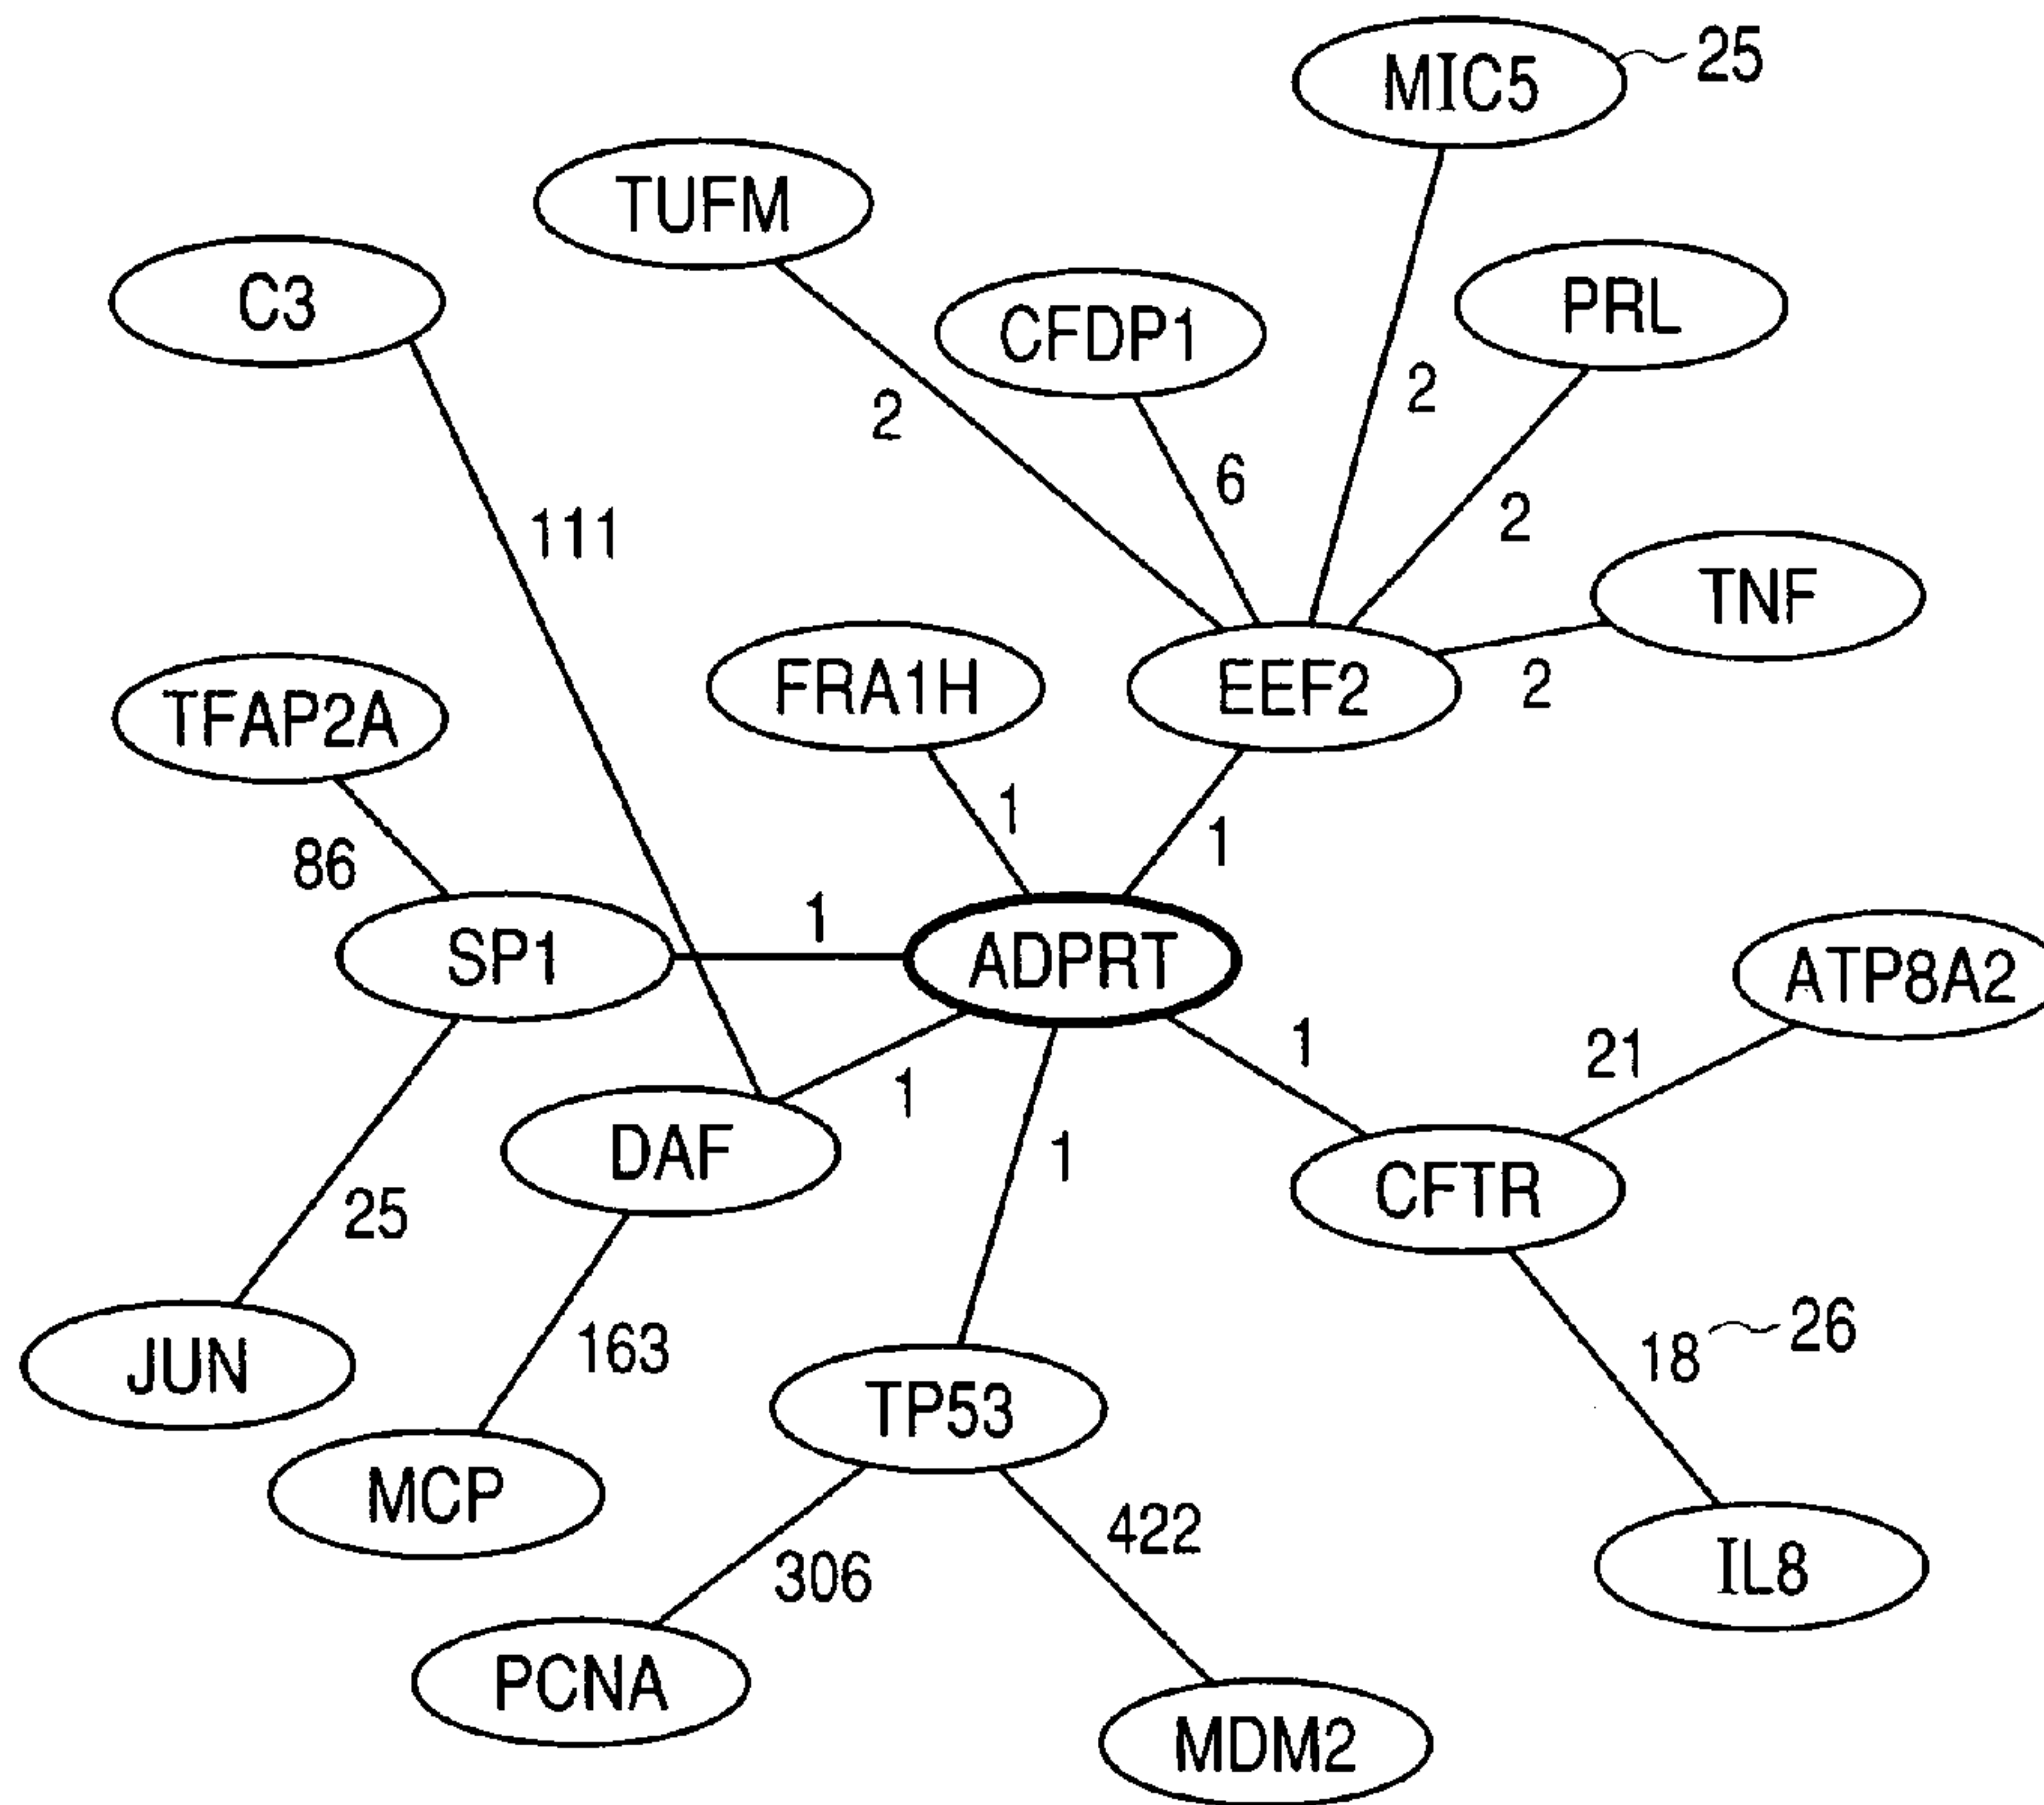 MIC5 25
TUFM
C3
CFDP1
PRL
2
2
6
2
111
TNF
FRA1H
EEF2
2
TFAP2A
1
1
86
1
SP1
ADPRT
ATP8A2
1
21
1
DAF
1
CFTR
25
18 26
163
JUN
TP53
MCP
422
306
IL8
PCNA
MDM2